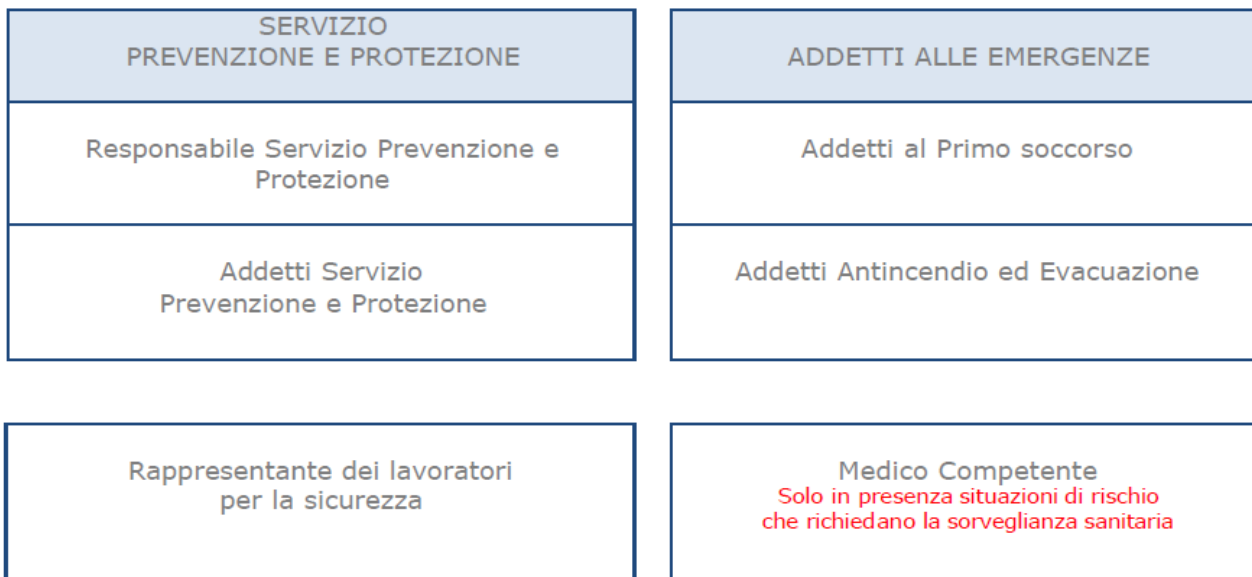 SERVIZIO
PREVENZIONE E PROTEZIONE
Responsabile Servizio Prevenzione e
Protezione
Addetti Servizio
Prevenzione e Protezione
ADDETTI ALLE EMERGENZE
Addetti al Primo soccorso
Addetti Antincendio ed Evacuazione
Rappresentante dei lavoratori
per la sicurezza
Medico Competente
Solo in presenza situazioni di rischio
che richiedano la sorveglianza sanitaria